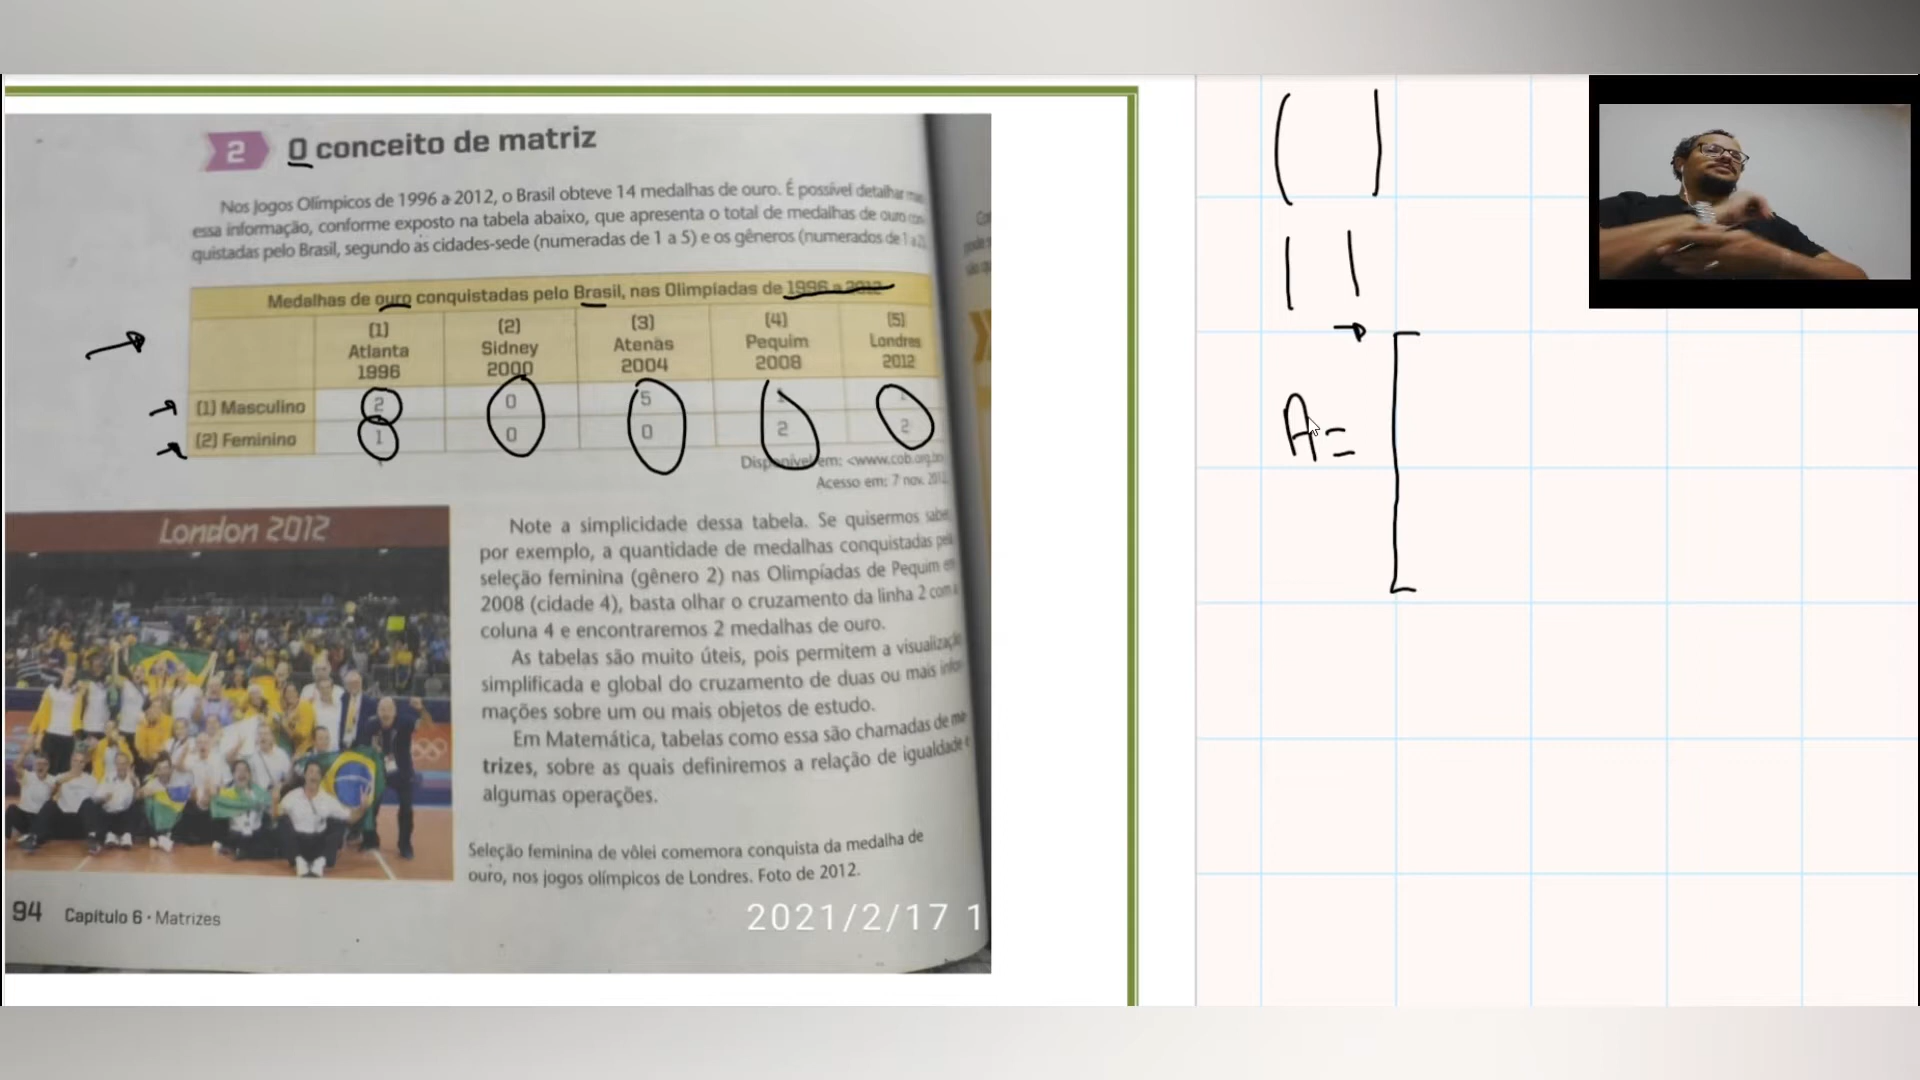 2 O conceito de matriz
Nos Jogos Olímpicos de 1996 a 2012, o Brasil obteve 14 medalhas de ouro. É possível detalhar
essa informação, conforme exposto na tabela abaixo, que apresenta o total de medalhas de ouro
quistadas pelo Brasil, segundo as cidades-sede (numeradas de 1 a 5) e os gêneros (numerados de 1 a 2
Medalhas de ouro conquistadas pelo Brasil, nas Olimpíadas de 1996 a 2012
(1) Atlanta 1996
(2) Sidney 2000
(3) Atenas 2004
(4) Pequim 2008
(5) Londres 2012
(1) Masculino 2 0 5
(2) Feminino 1 0 0 2 2
Disponível em: <www.cob.org.br
Acesso em: 7 nov. 2012
Note a simplicidade dessa tabela. Se quisermos
por exemplo, a quantidade de medalhas conquistadas
seleção feminina (gênero 2) nas Olimpíadas de Pequim
2008 (cidade 4), basta olhar o cruzamento da linha 2 com a
coluna 4 e encontraremos 2 medalhas de ouro.
As tabelas são muito úteis, pois permitem a
simplificada e global do cruzamento de duas ou mais
mações sobre um ou mais objetos de estudo.
Em Matemática, tabelas como essa são chamadas de
trizes, sobre as quais definiremos a relação de igualdade
algumas operações.
London 2012
Seleção feminina de vôlei comemora conquista da medalha de
ouro, nos jogos olímpicos de Londres. Foto de 2012.
94 Capítulo 6 • Matrizes
2021/2/17 1
( |
| |
A= [